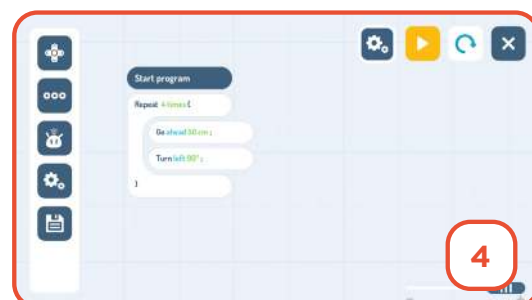 Start program
Repeat 4 times {
Go ahead 50 cm ;
Turn left 90° ;
}
4